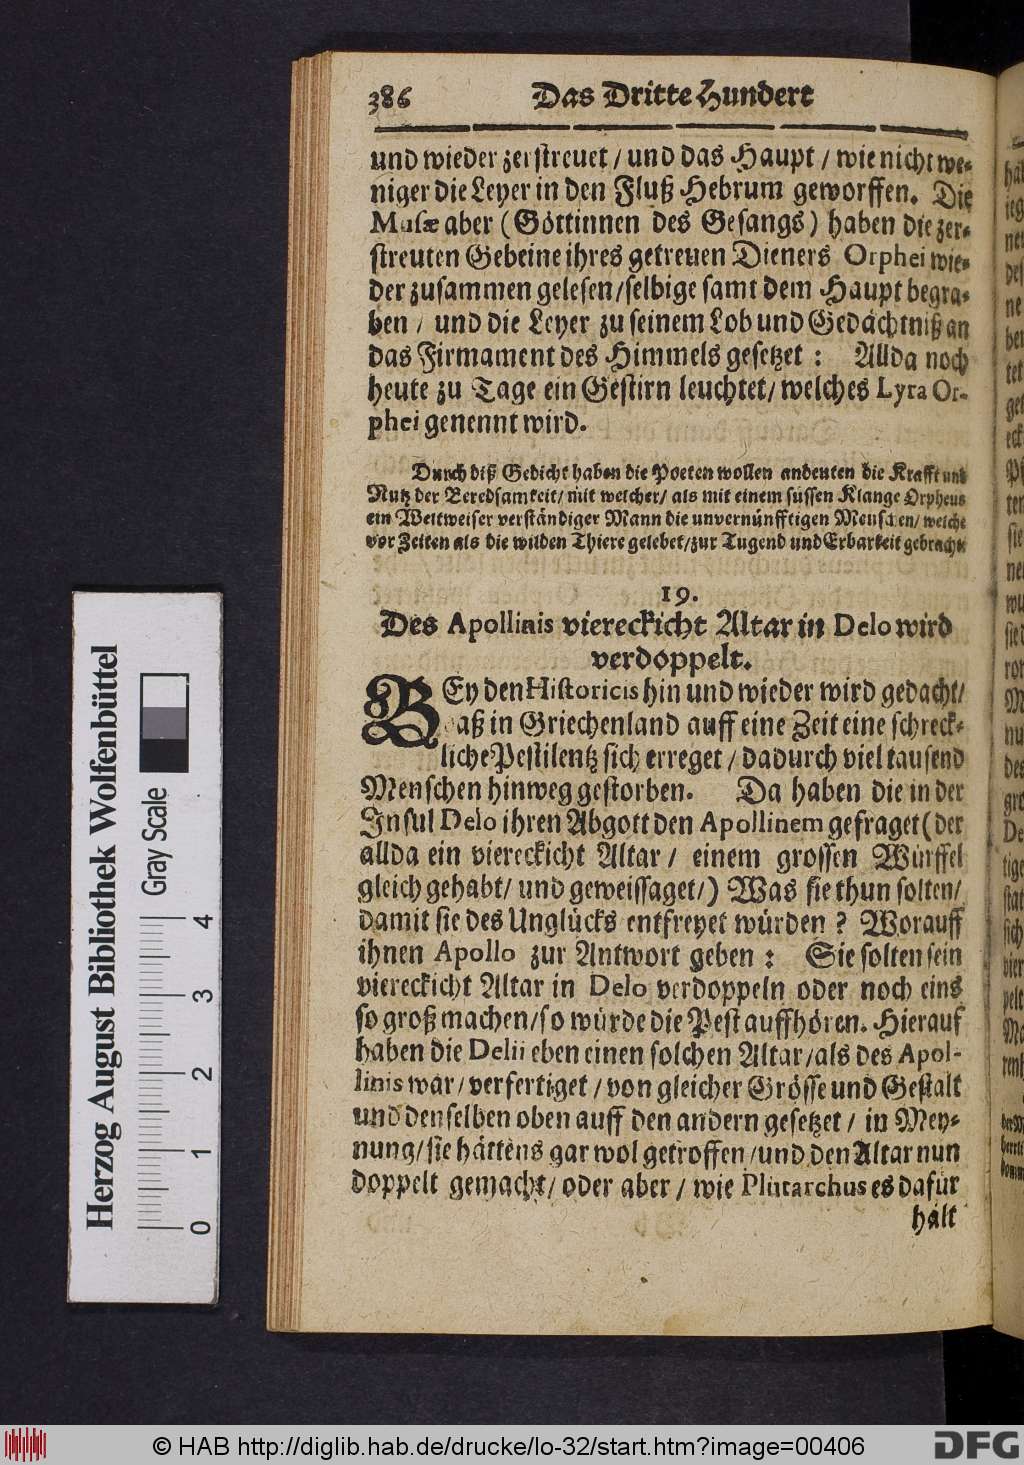 386 Das Dritte Hundert
und wieder zerstreuet / und das Haupt / wie nicht we-
niger die Leyer in den Fluß Hebrum geworffen. Die
Musæ aber (Göttinnen des Gesangs) haben die zer-
streuten Gebeine ihres getreuen Dieners Orphei wie-
der zusammen gelesen/selbige samt dem Haupt begra-
ben / und die Leyer zu seinem Lob und Gedächtniß an
das Firmament des Himmels gesetzet : Allda noch
heute zu Tage ein Gestirn leuchtet/ welches Lyra Or-
phei genennt wird.
Durch diß Gedicht haben die Poeten wollen andeuten die Krafft und
Nutz der Beredsamkeit/ mit welcher/ als mit einem süssen Klange Orpheus
ein Weltweiser verständiger Mann die unvernünfftigen Menschen/ welche
vor Zeiten als die wilden Thiere gelebet/zur Tugend und Erbarkeit gebracht.
19.
Des Apollinis viereckicht Altar in Delo wird
verdoppelt.
BEy den Historicis hin und wieder wird gedacht/
daß in Griechenland auff eine Zeit eine schreck-
liche Pestilentz sich erreget / dadurch viel tausend
Menschen hinweg gestorben. Da haben die in der
Insul Delo ihren Abgott den Apollinem gefraget (der
allda ein viereckicht Altar / einem grossen Würffel
gleich gehabt/ und geweissaget/) Was sie thun solten/
damit sie des Unglücks entfreyet würden ? Worauff
ihnen Apollo zur Antwort geben : Sie solten sein
viereckicht Altar in Delo verdoppeln oder noch eins
so groß machen/so würde die Pest auffhören. Hierauf
haben die Delii eben einen solchen Altar/als des Apol-
linis war/ verfertiget / von gleicher Grösse und Gestalt
und denselben oben auff den andern gesetzet / in Mey-
nung/ sie hättens gar wol getroffen/und den Altar nun
doppelt gemacht/ oder aber / wie Plutarchus es dafür
hält
Herzog August Bibliothek Wolfenbüttel
Gray Scale
0 1 2 3 4
© HAB http://diglib.hab.de/drucke/lo-32/start.htm?image=00406
DFG